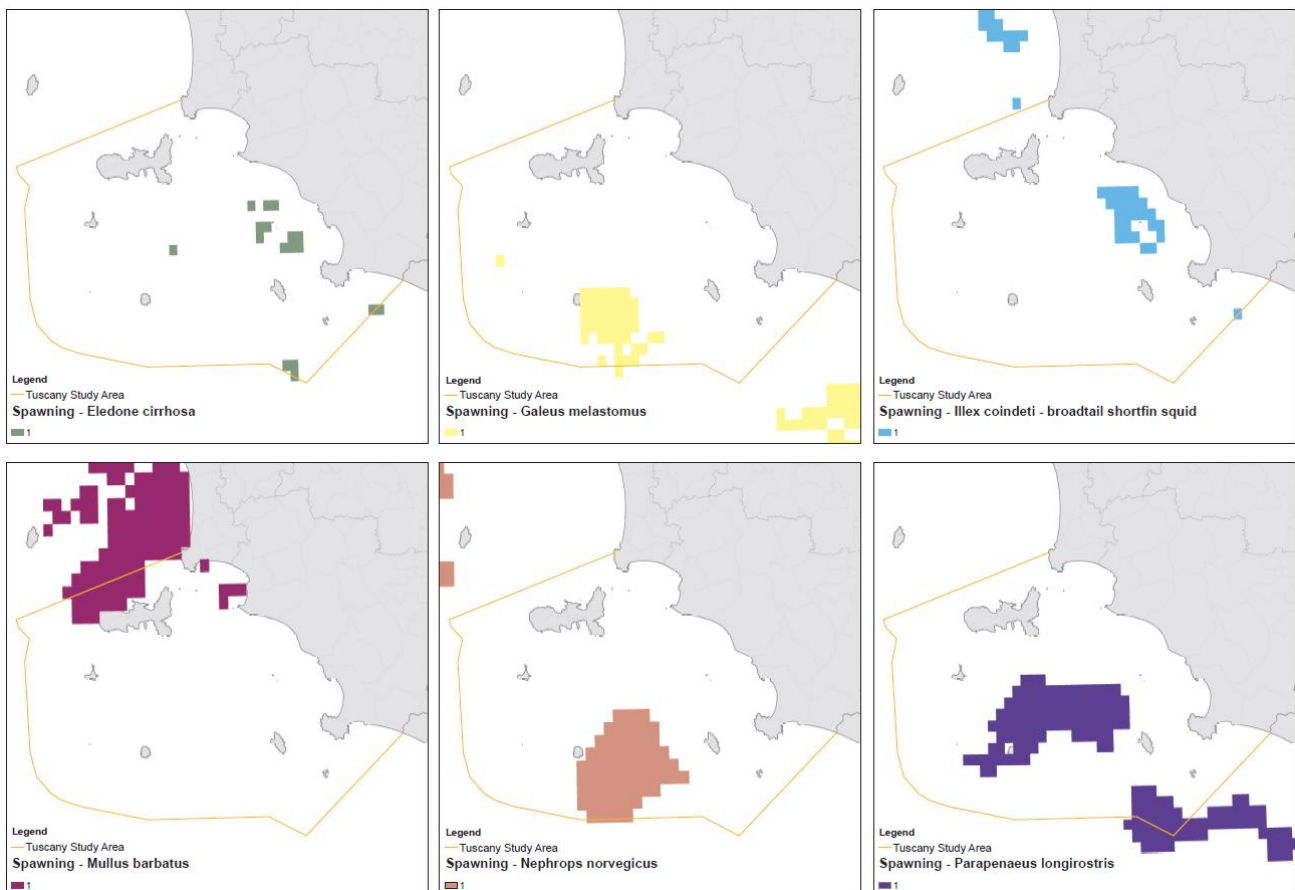 Legend
Tuscany Study Area
Spawning - Eledone cirrhosa
1
Legend
Tuscany Study Area
Spawning - Galeus melastomus
1
Legend
Tuscany Study Area
Spawning - Illex coindeti - broadtail shortfin squid
1
Legend
Tuscany Study Area
Spawning - Mullus barbatus
1
Legend
Tuscany Study Area
Spawning - Nephrops norvegicus
1
Legend
Tuscany Study Area
Spawning - Parapenaeus longirostris
1